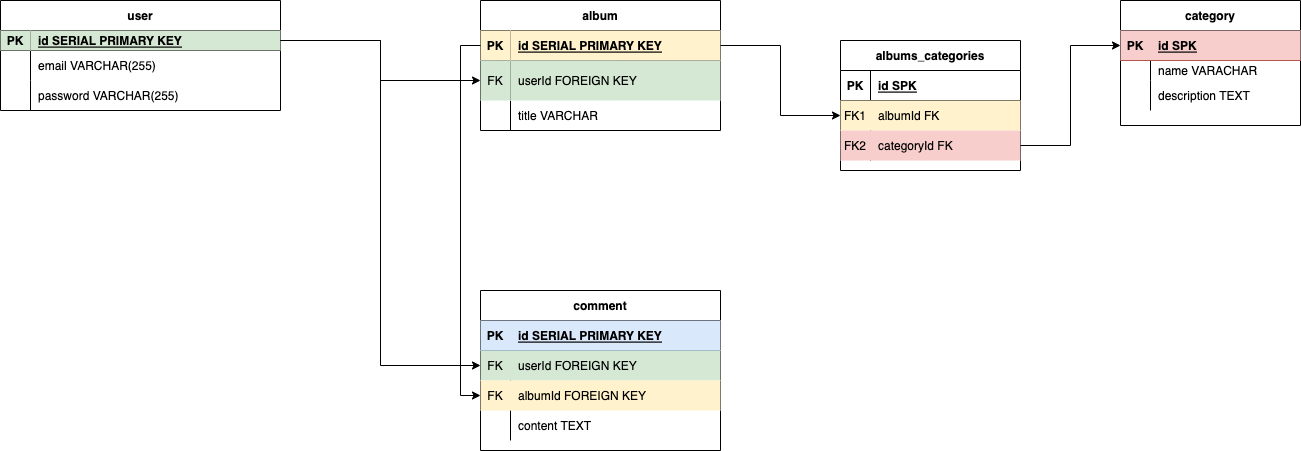 user
PK id SERIAL PRIMARY KEY
email VARCHAR(255)
password VARCHAR(255)
album
PK id SERIAL PRIMARY KEY
FK userId FOREIGN KEY
title VARCHAR
albums_categories
PK id SPK
FK1 albumId FK
FK2 categoryId FK
category
PK id SPK
name VARACHAR
description TEXT
comment
PK id SERIAL PRIMARY KEY
FK userId FOREIGN KEY
FK albumId FOREIGN KEY
content TEXT